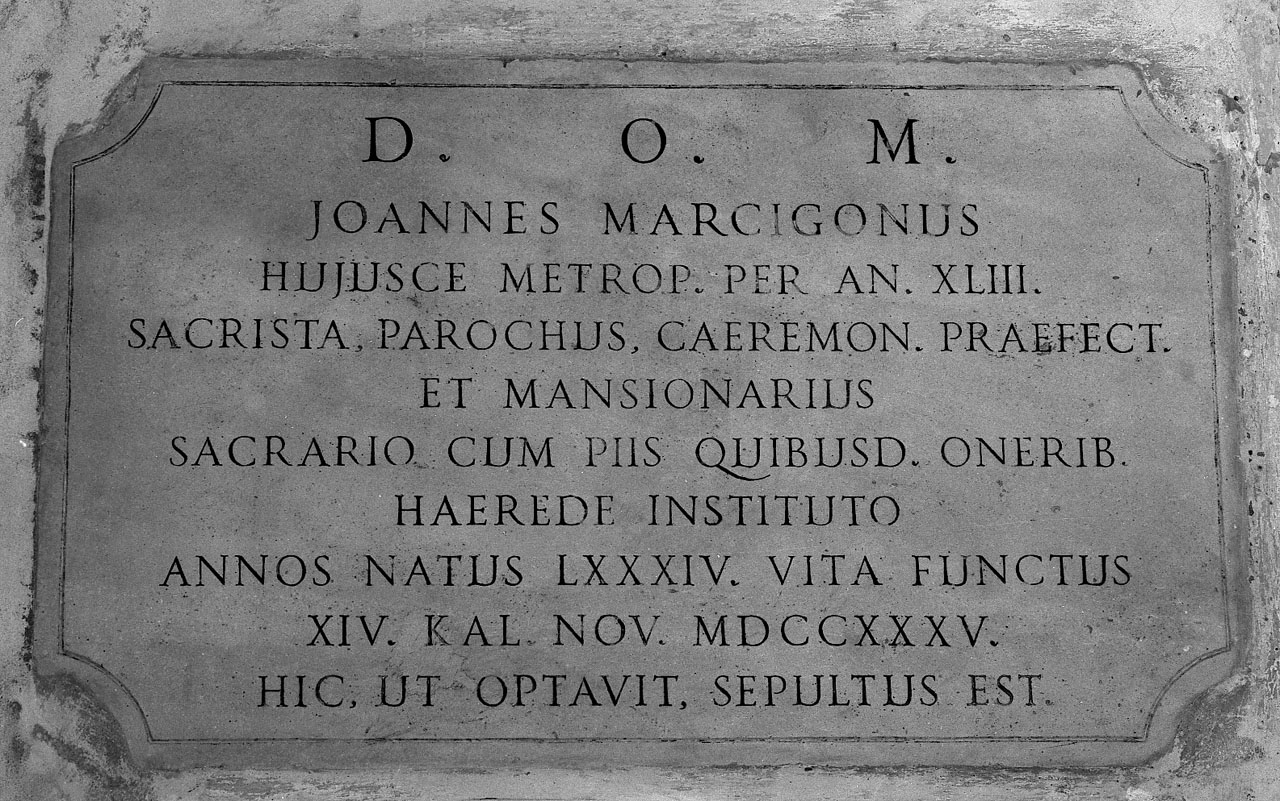 D. O. M.
JOANNES MARCIGONUS
HUJUSCE METROP. PER AN. XLIII.
SACRISTA, PAROCHUS, CAEREMON. PRAEFECT.
ET MANSIONARIUS
SACRARIO CUM PIIS QUIBUSD. ONERIB.
HAEREDE INSTITUTO
ANNOS NATUS LXXXIV. VITA FUNCTUS
XIV. KAL. NOV. MDCCXXXV.
HIC, UT OPTAVIT, SEPULTUS EST.